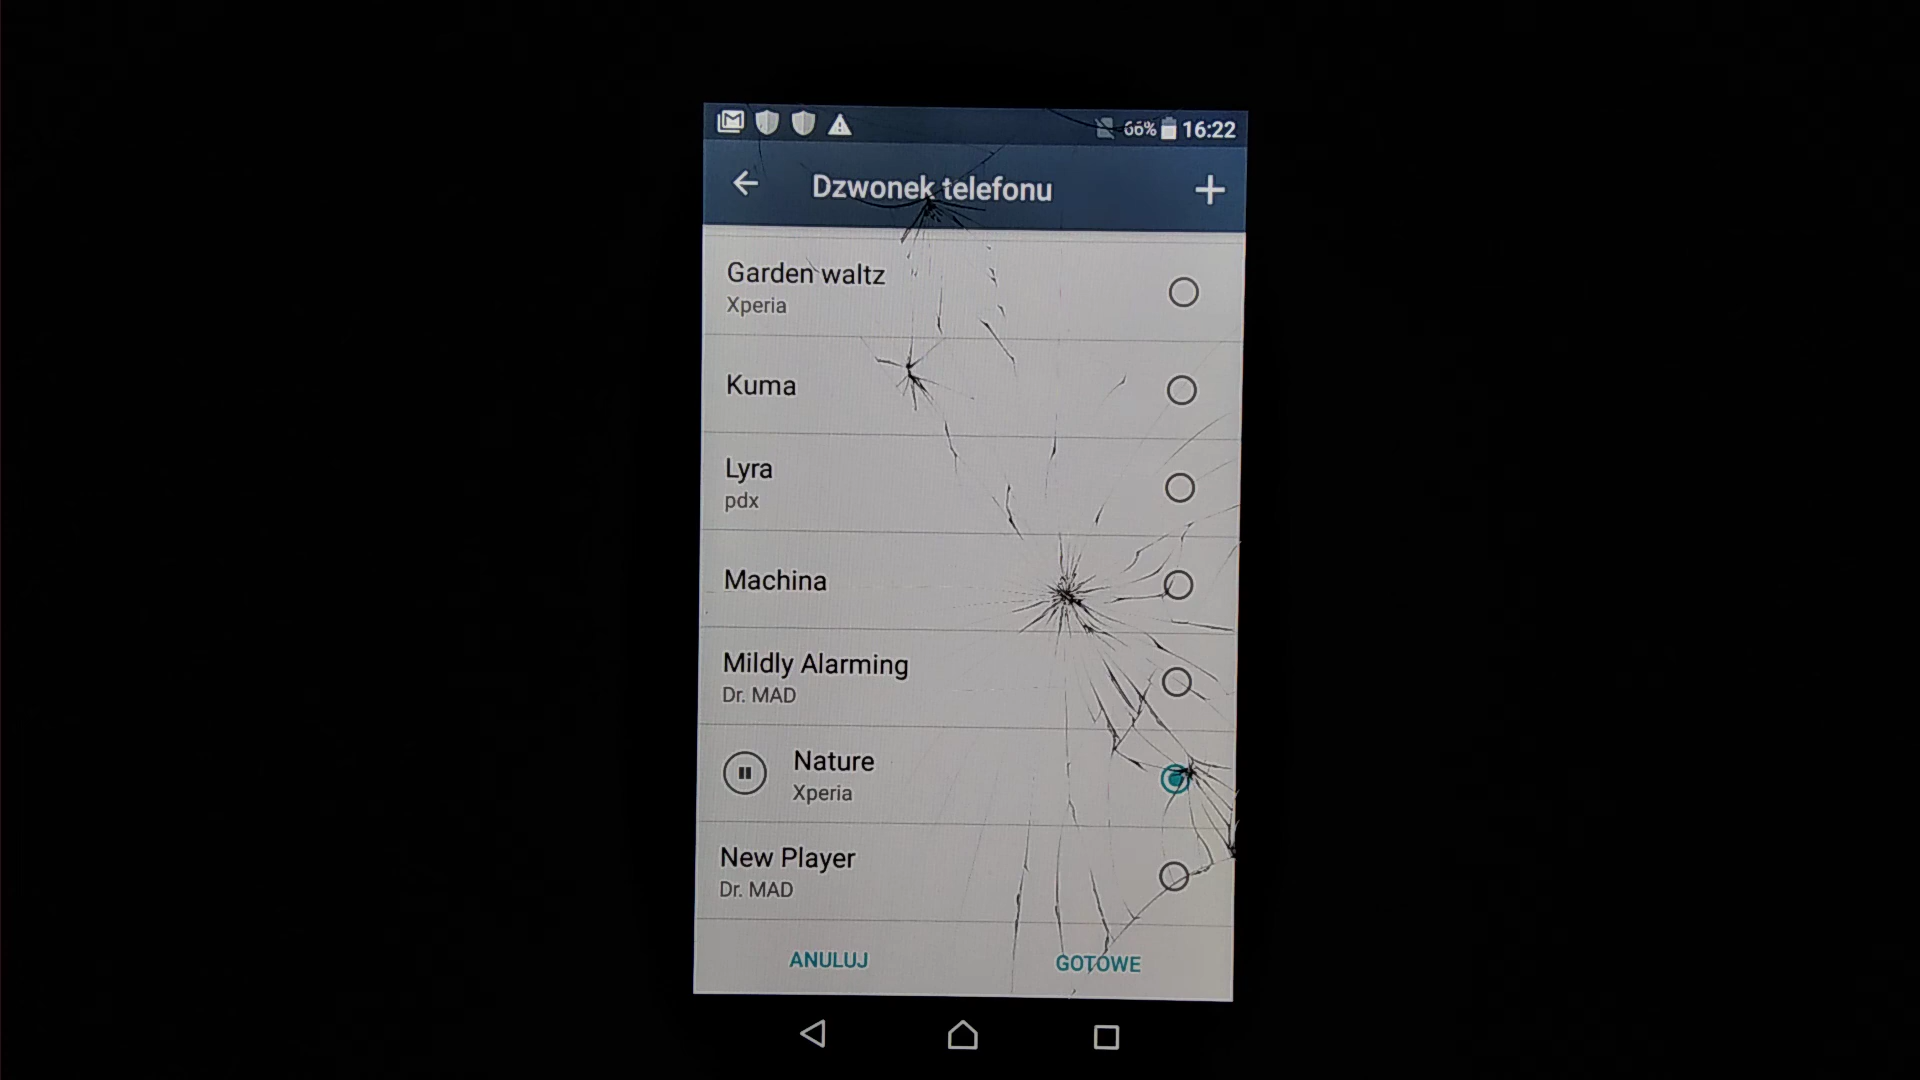 66% 16:22
Dzwonek telefonu
Garden waltz
Xperia
Kuma
Lyra
pdx
Machina
Mildly Alarming
Dr. MAD
Nature
Xperia
New Player
Dr. MAD
ANULUJ GOTOWE